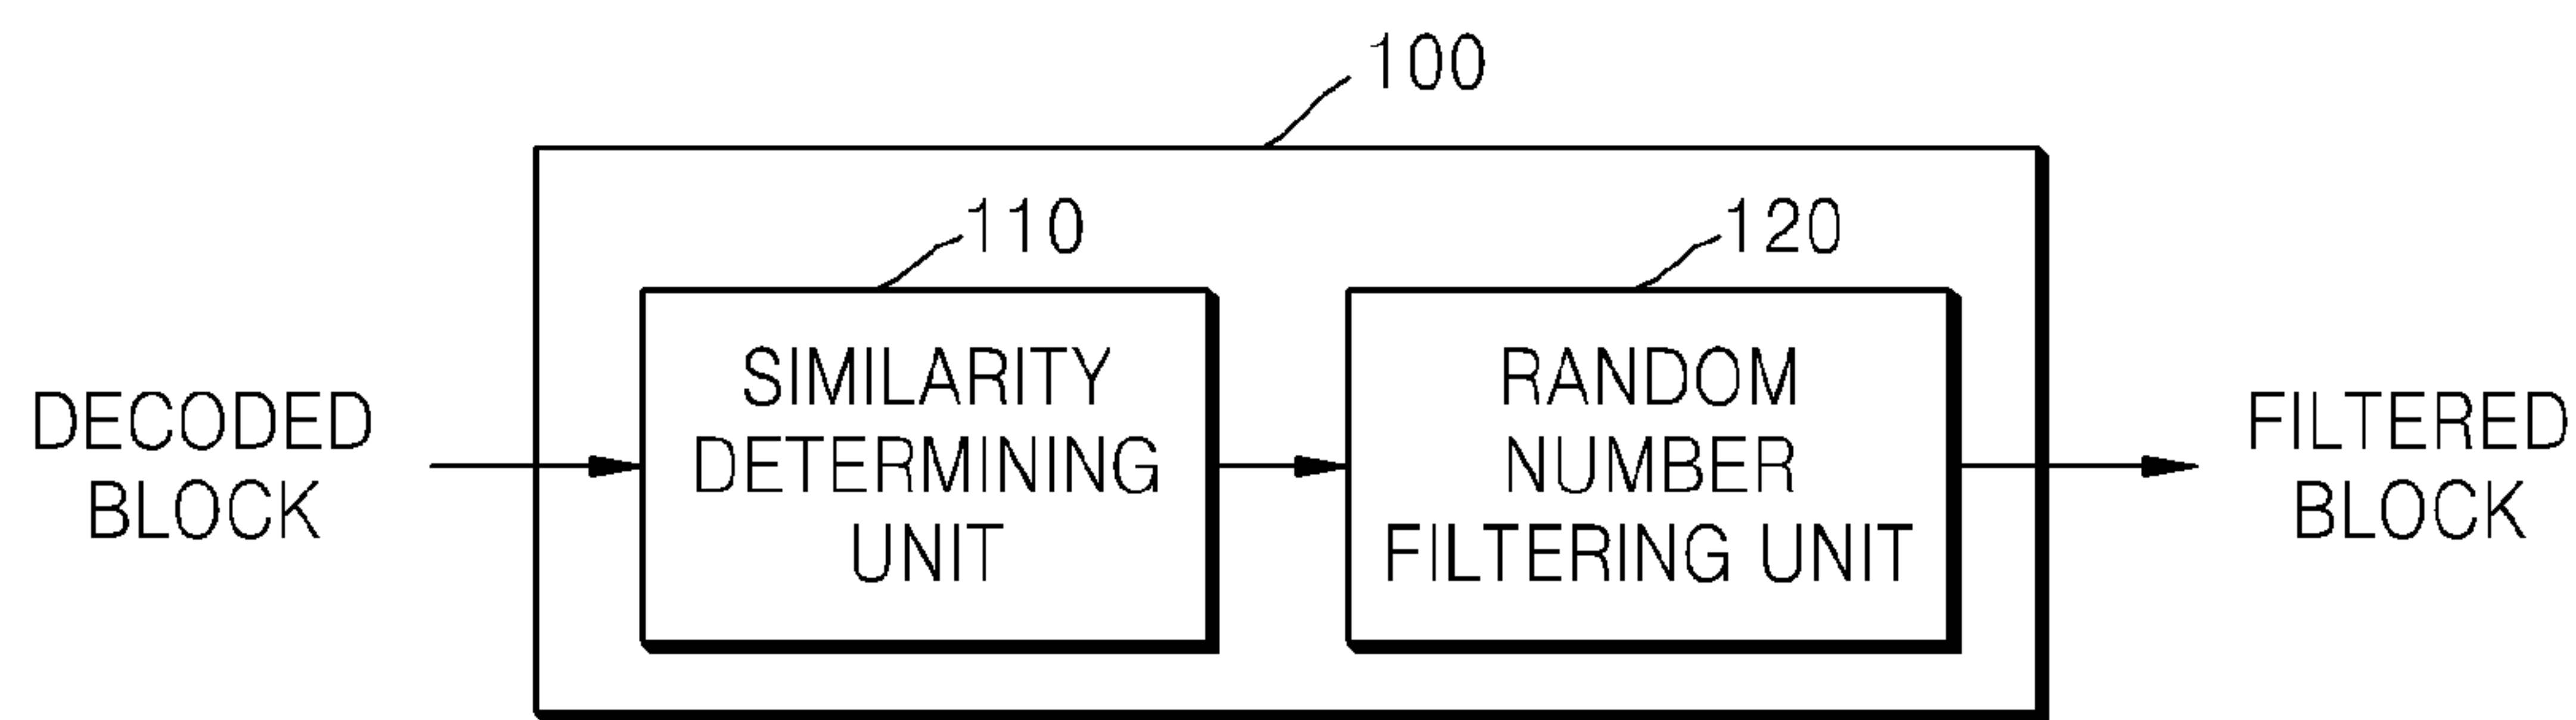 100
110
120
DECODED
BLOCK
SIMILARITY
DETERMINING
UNIT
RANDOM
NUMBER
FILTERING UNIT
FILTERED
BLOCK